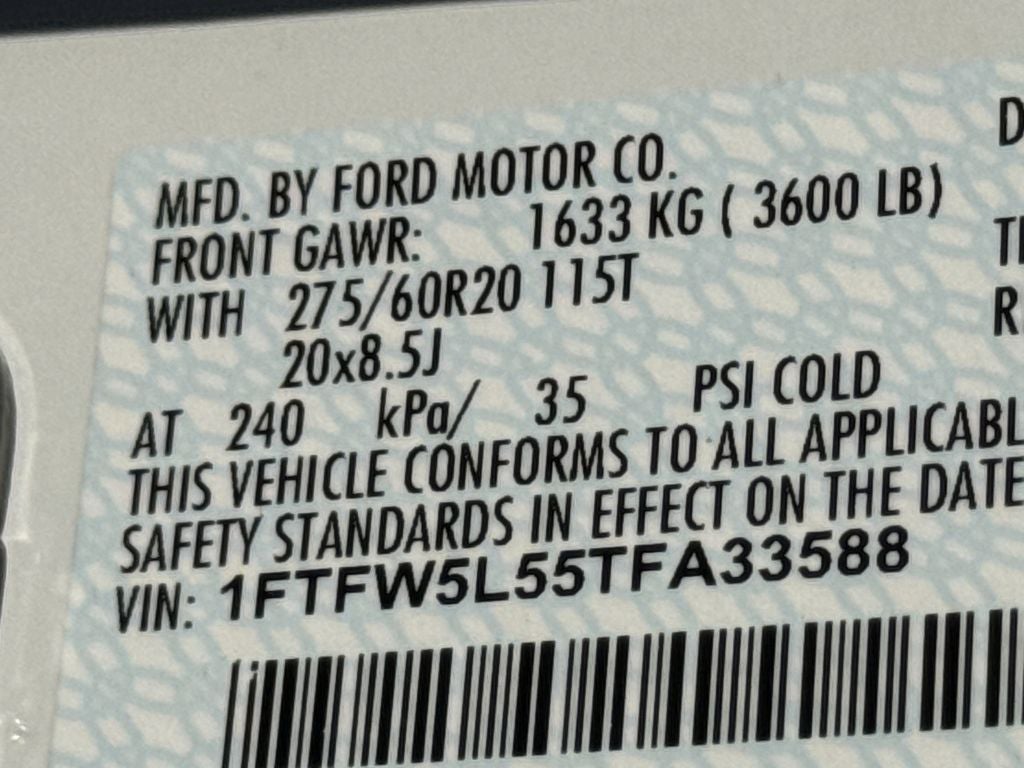 MFD. BY FORD MOTOR CO.
FRONT GAWR: 1633 KG ( 3600 LB)
WITH 275/60R20 115T
20x8.5J
AT 240 kPa/ 35 PSI COLD
THIS VEHICLE CONFORMS TO ALL APPLICABL
SAFETY STANDARDS IN EFFECT ON THE DATE
VIN: 1FTFW5L55TFA33588
D
R